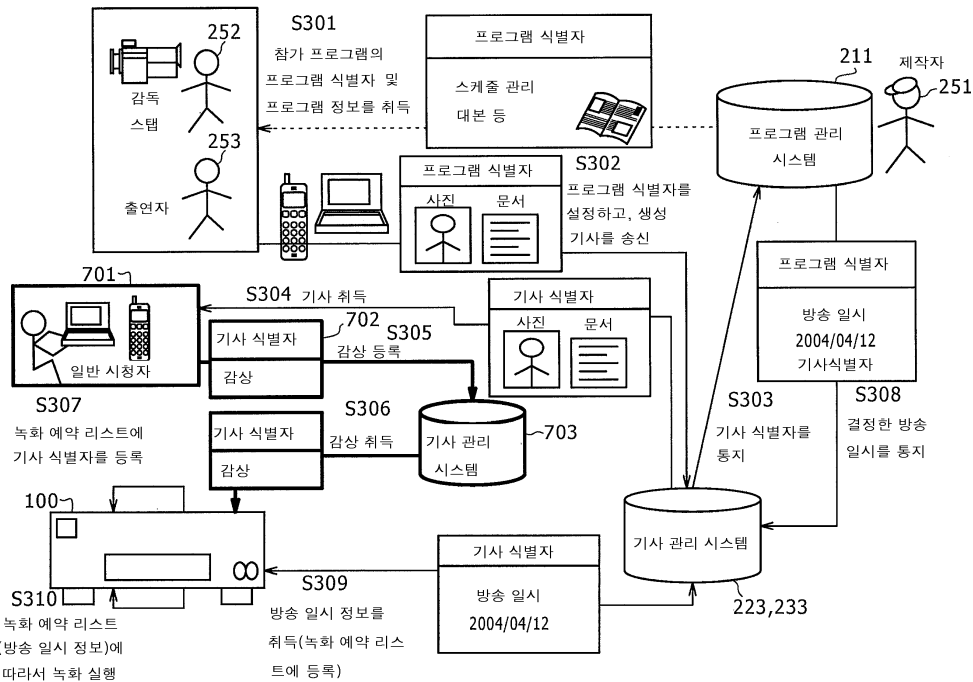 S301
참가 프로그램의
프로그램 식별자 및
프로그램 정보를 취득
252
감독
스탭
253
출연자
프로그램 식별자
스케줄 관리
대본 등
211
제작자
251
프로그램 관리
시스템
프로그램 식별자
사진
문서
S302
프로그램 식별자를
설정하고, 생성
기사를 송신
프로그램 식별자
방송 일시
2004/04/12
기사식별자
701
일반 시청자
S304 기사 취득
기사 식별자
사진
문서
702
기사 식별자
감상
S305
감상 등록
S303
기사 식별자를
통지
S308
결정한 방송
일시를 통지
S307
녹화 예약 리스트에
기사 식별자를 등록
기사 식별자
감상
S306
감상 취득
기사 관리
시스템
703
100
기사 관리 시스템
223,233
S309
방송 일시 정보를
취득(녹화 예약 리스
트에 등록)
기사 식별자
방송 일시
2004/04/12
S310
녹화 예약 리스트
(방송 일시 정보)에
따라서 녹화 실행